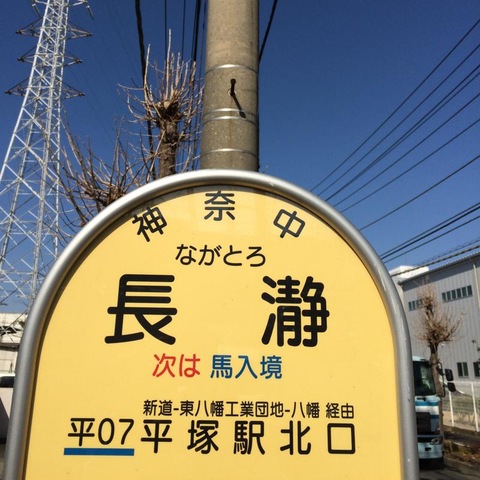 神奈中
ながとろ
長瀞
次は 馬入境
新道-東八幡工業団地-八幡 経由
平07 平塚駅北口